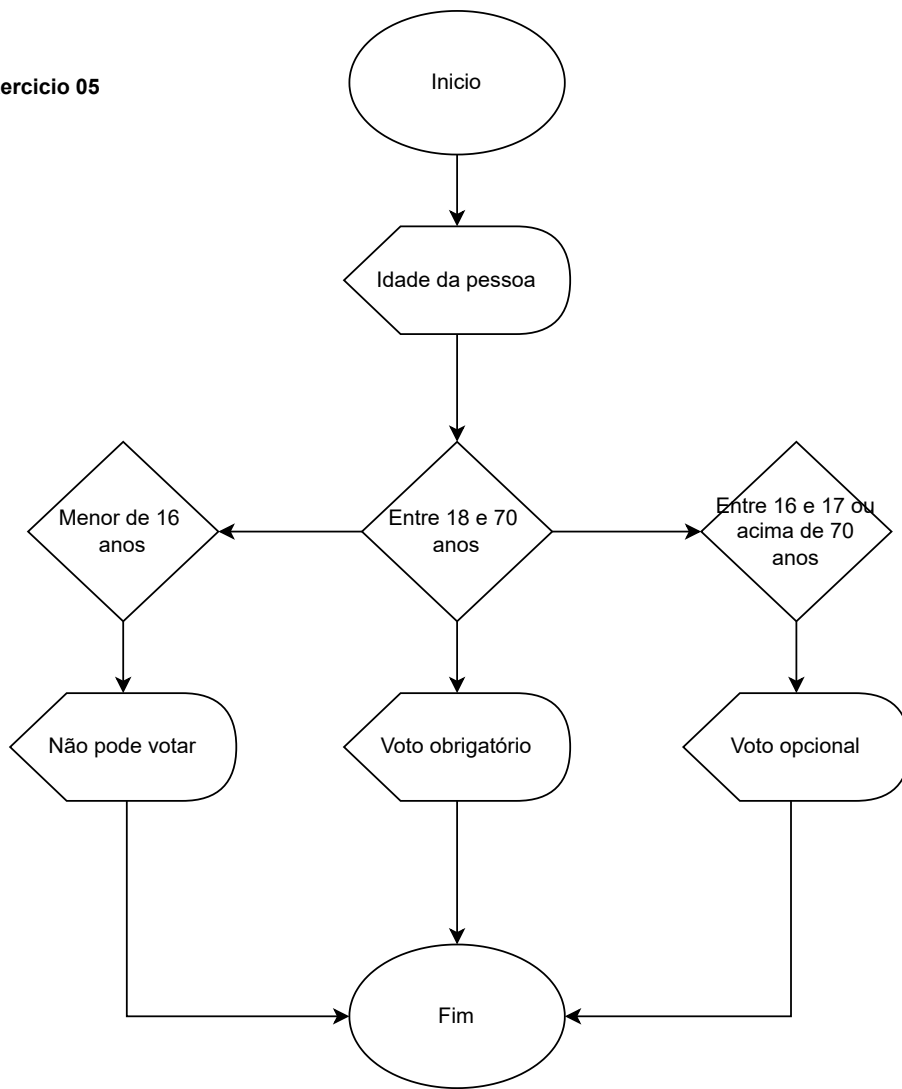 ercicio 05
Inicio
Idade da pessoa
Menor de 16
anos
Entre 18 e 70
anos
Entre 16 e 17 ou
acima de 70
anos
Não pode votar
Voto obrigatório
Voto opcional
Fim